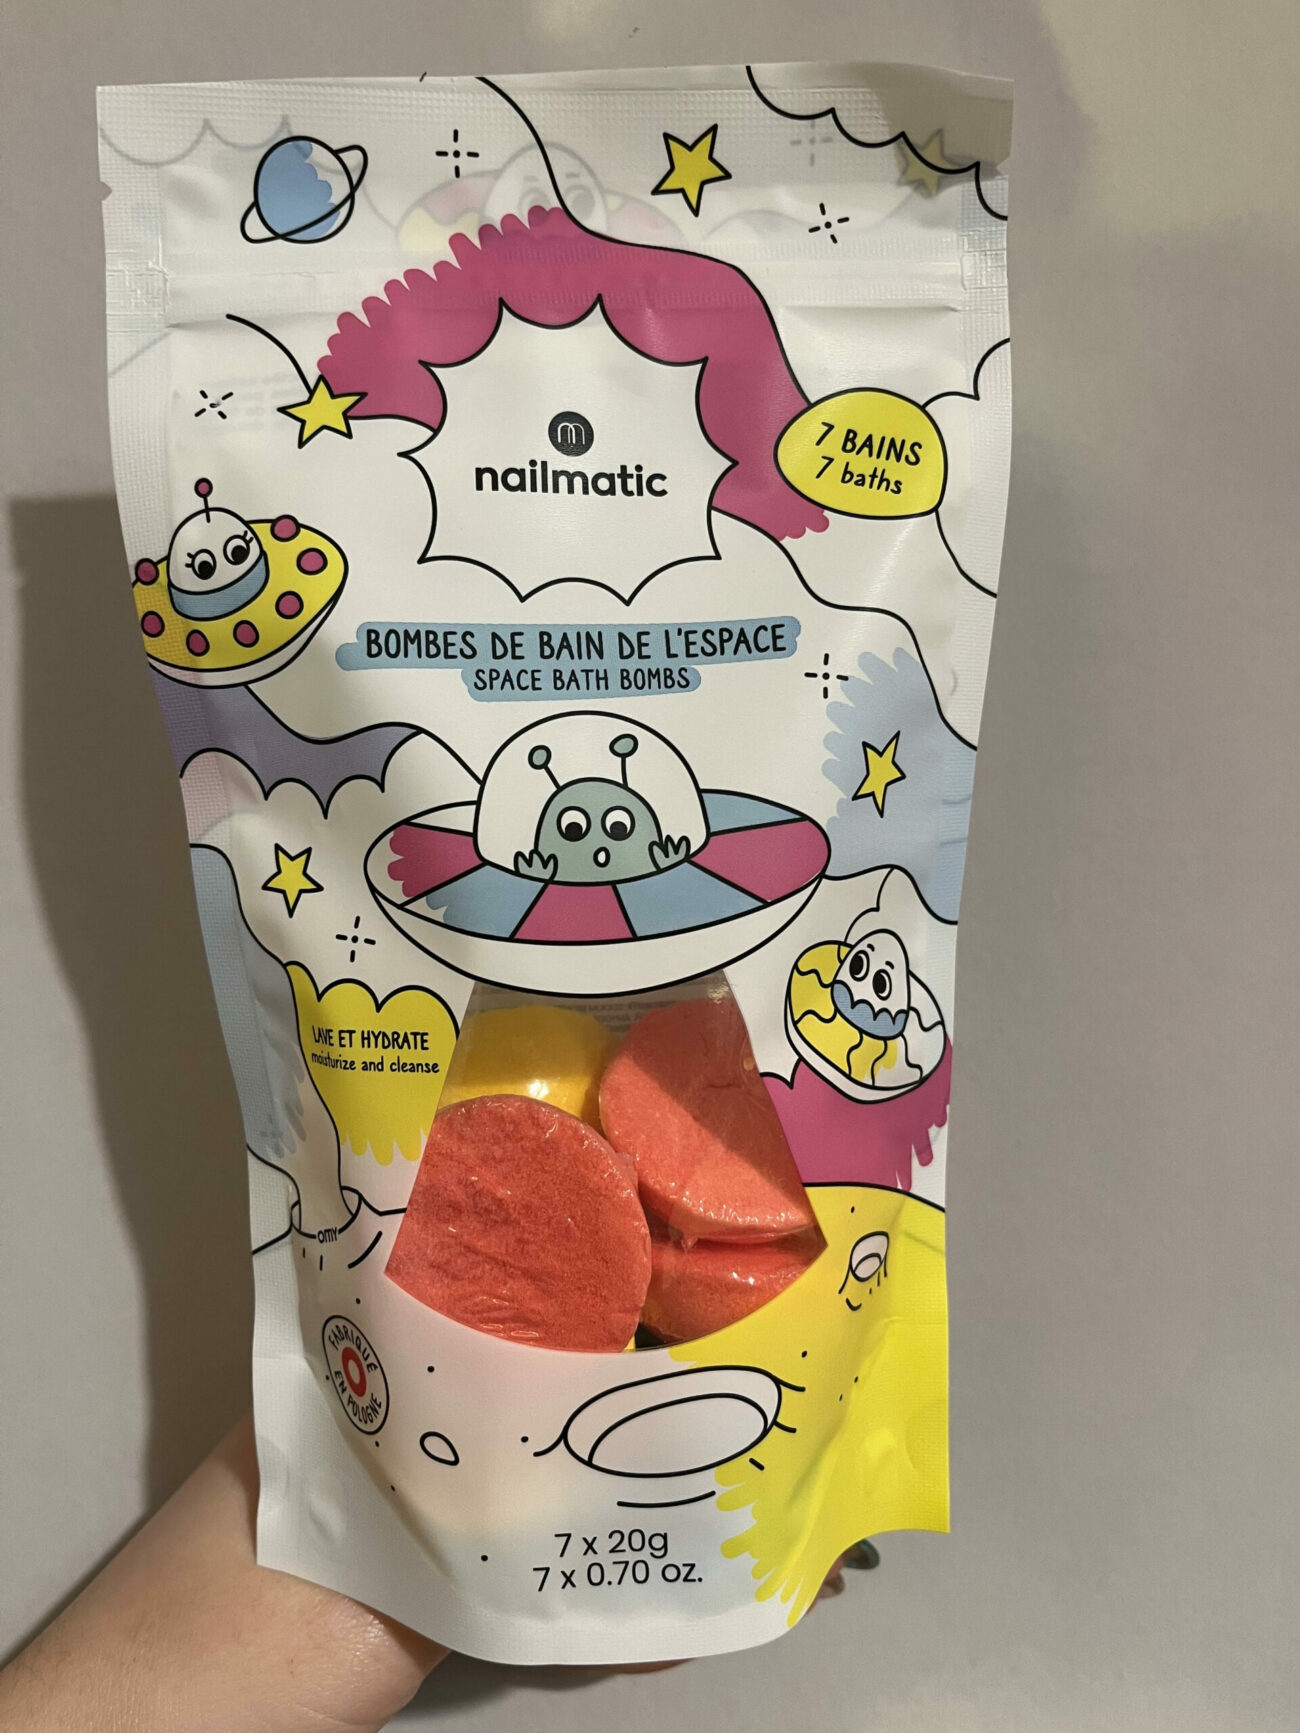 nailmatic
7 BAINS
7 baths
BOMBES DE BAIN DE L'ESPACE
SPACE BATH BOMBS
LAVE ET HYDRATE
moisturize and cleanse
omy
FABRIQUÉ
EN POLOGNE
7 x 20g
7 x 0.70 oz.